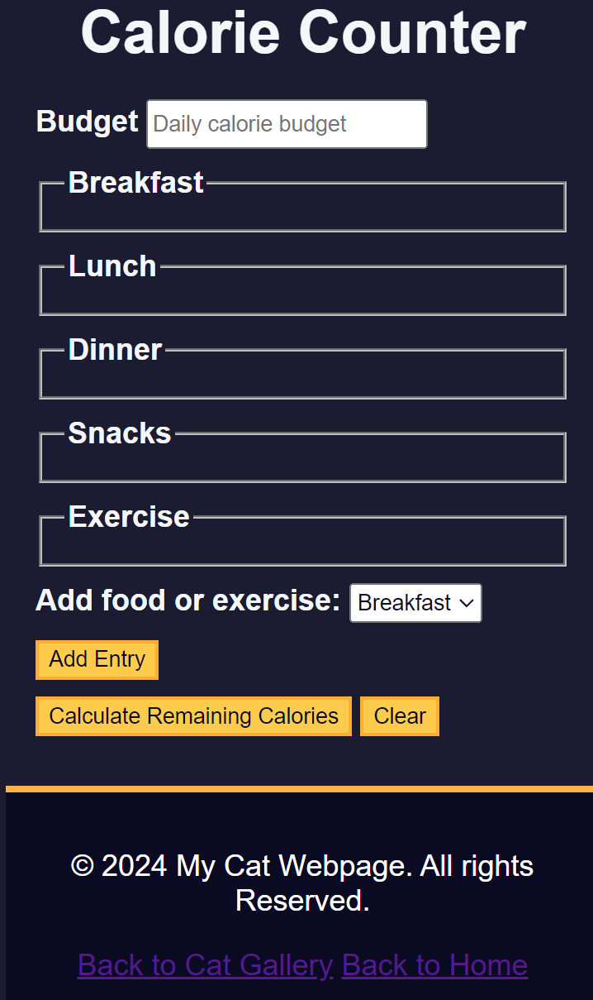 Calorie Counter
Budget Daily calorie budget
Breakfast
Lunch
Dinner
Snacks
Exercise
Add food or exercise: Breakfast
Add Entry
Calculate Remaining Calories Clear
© 2024 My Cat Webpage. All rights
Reserved.
Back to Cat Gallery Back to Home